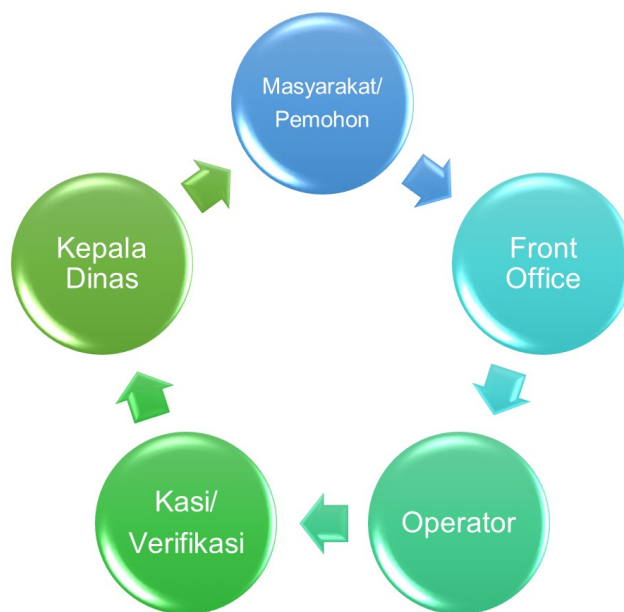 Masyarakat/
Pemohon
Front
Office
Operator
Kasi/
Verifikasi
Kepala
Dinas